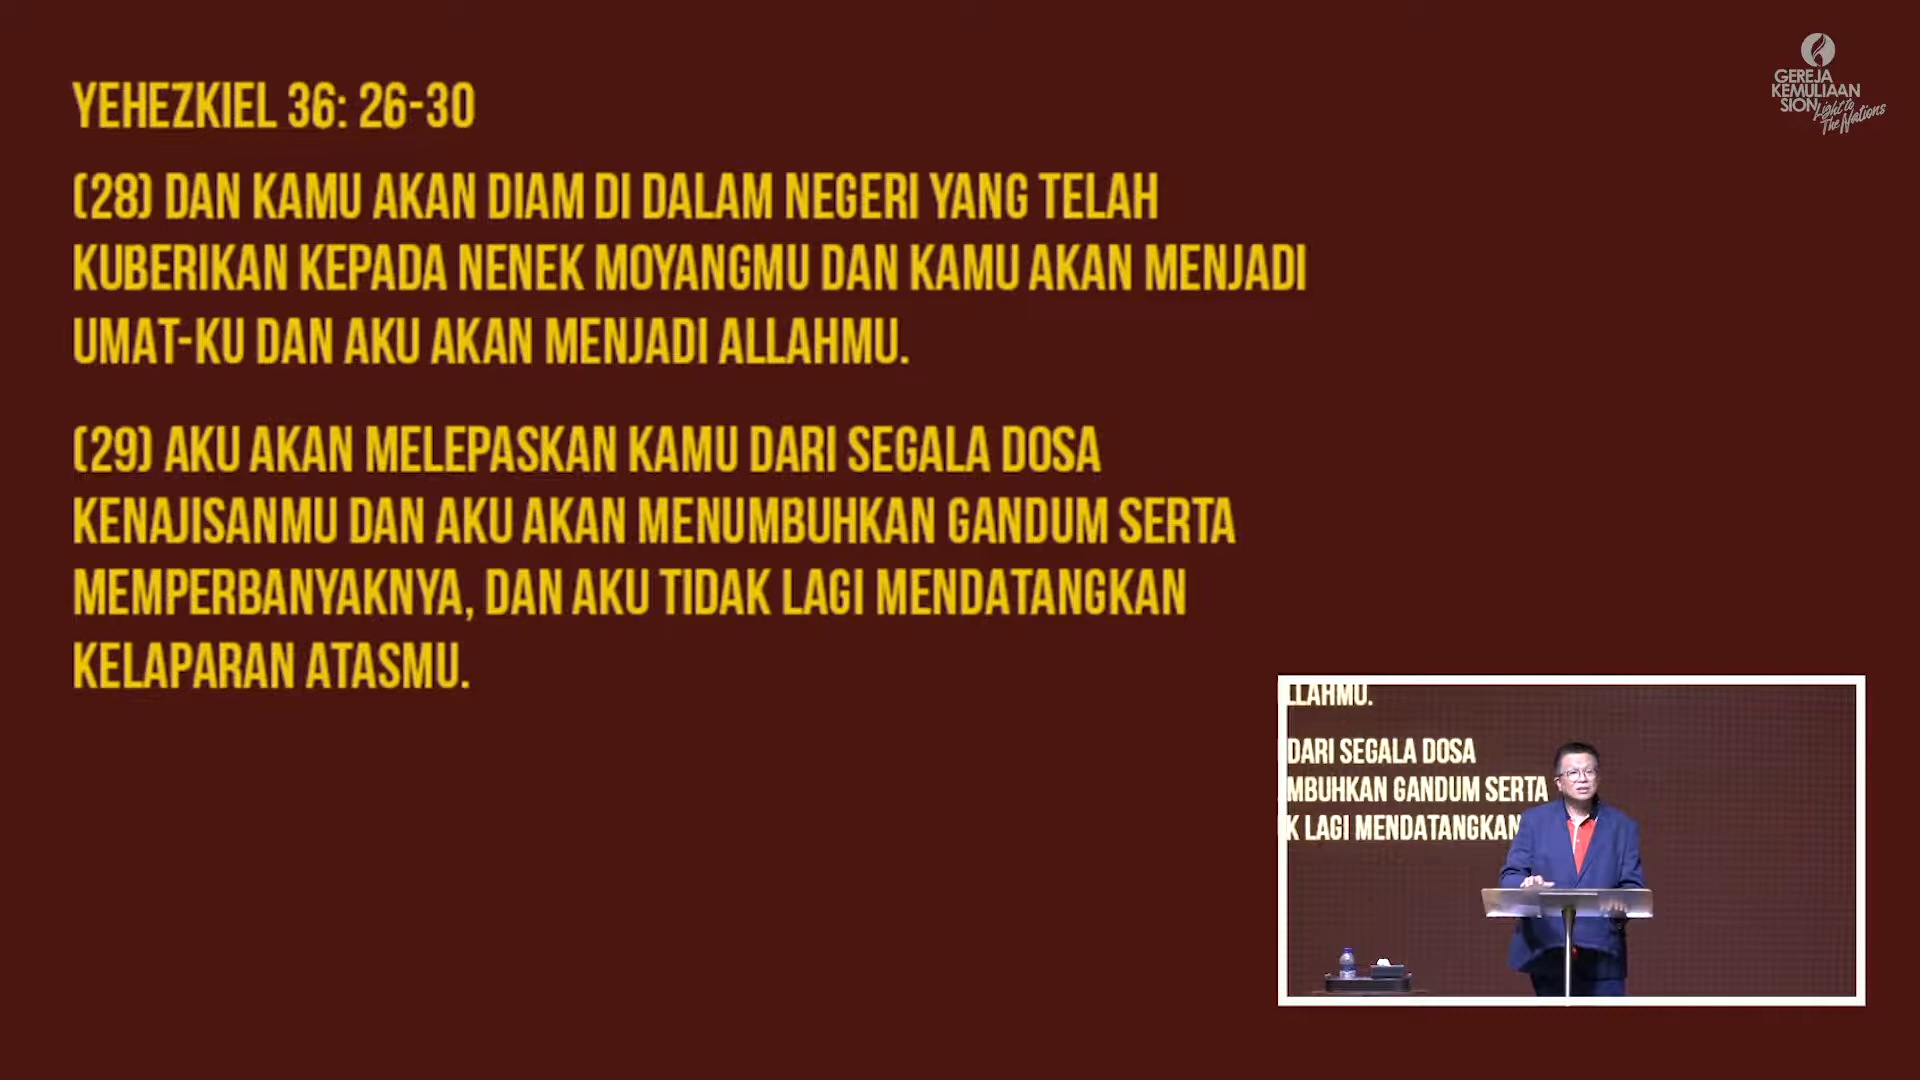 YEHEZKIEL 36: 26-30
(28) DAN KAMU AKAN DIAM DI DALAM NEGERI YANG TELAH
KUBERIKAN KEPADA NENEK MOYANGMU DAN KAMU AKAN MENJADI
UMAT-KU DAN AKU AKAN MENJADI ALLAHMU.
(29) AKU AKAN MELEPASKAN KAMU DARI SEGALA DOSA
KENAJISANMU DAN AKU AKAN MENUMBUHKAN GANDUM SERTA
MEMPERBANYAKNYA, DAN AKU TIDAK LAGI MENDATANGKAN
KELAPARAN ATASMU.
GEREJA
KEMULIAAN
SION Light to
The Nations
LLAHMU.
DARI SEGALA DOSA
MBUHKAN GANDUM SERTA
K LAGI MENDATANGKAN